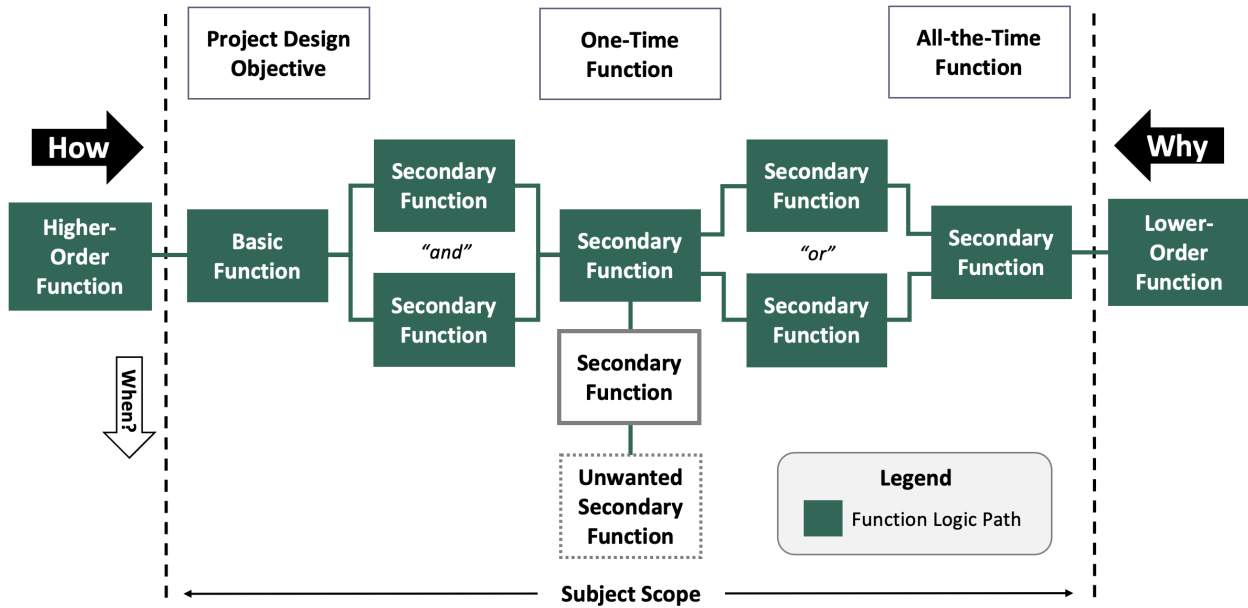 Project Design
Objective
One-Time
Function
All-the-Time
Function
How
Why
Higher-
Order
Function
Basic
Function
Secondary
Function
“and”
Secondary
Function
Secondary
Function
Secondary
Function
“or”
Secondary
Function
Secondary
Function
Lower-
Order
Function
When?
Secondary
Function
Unwanted
Secondary
Function
Legend
Function Logic Path
Subject Scope